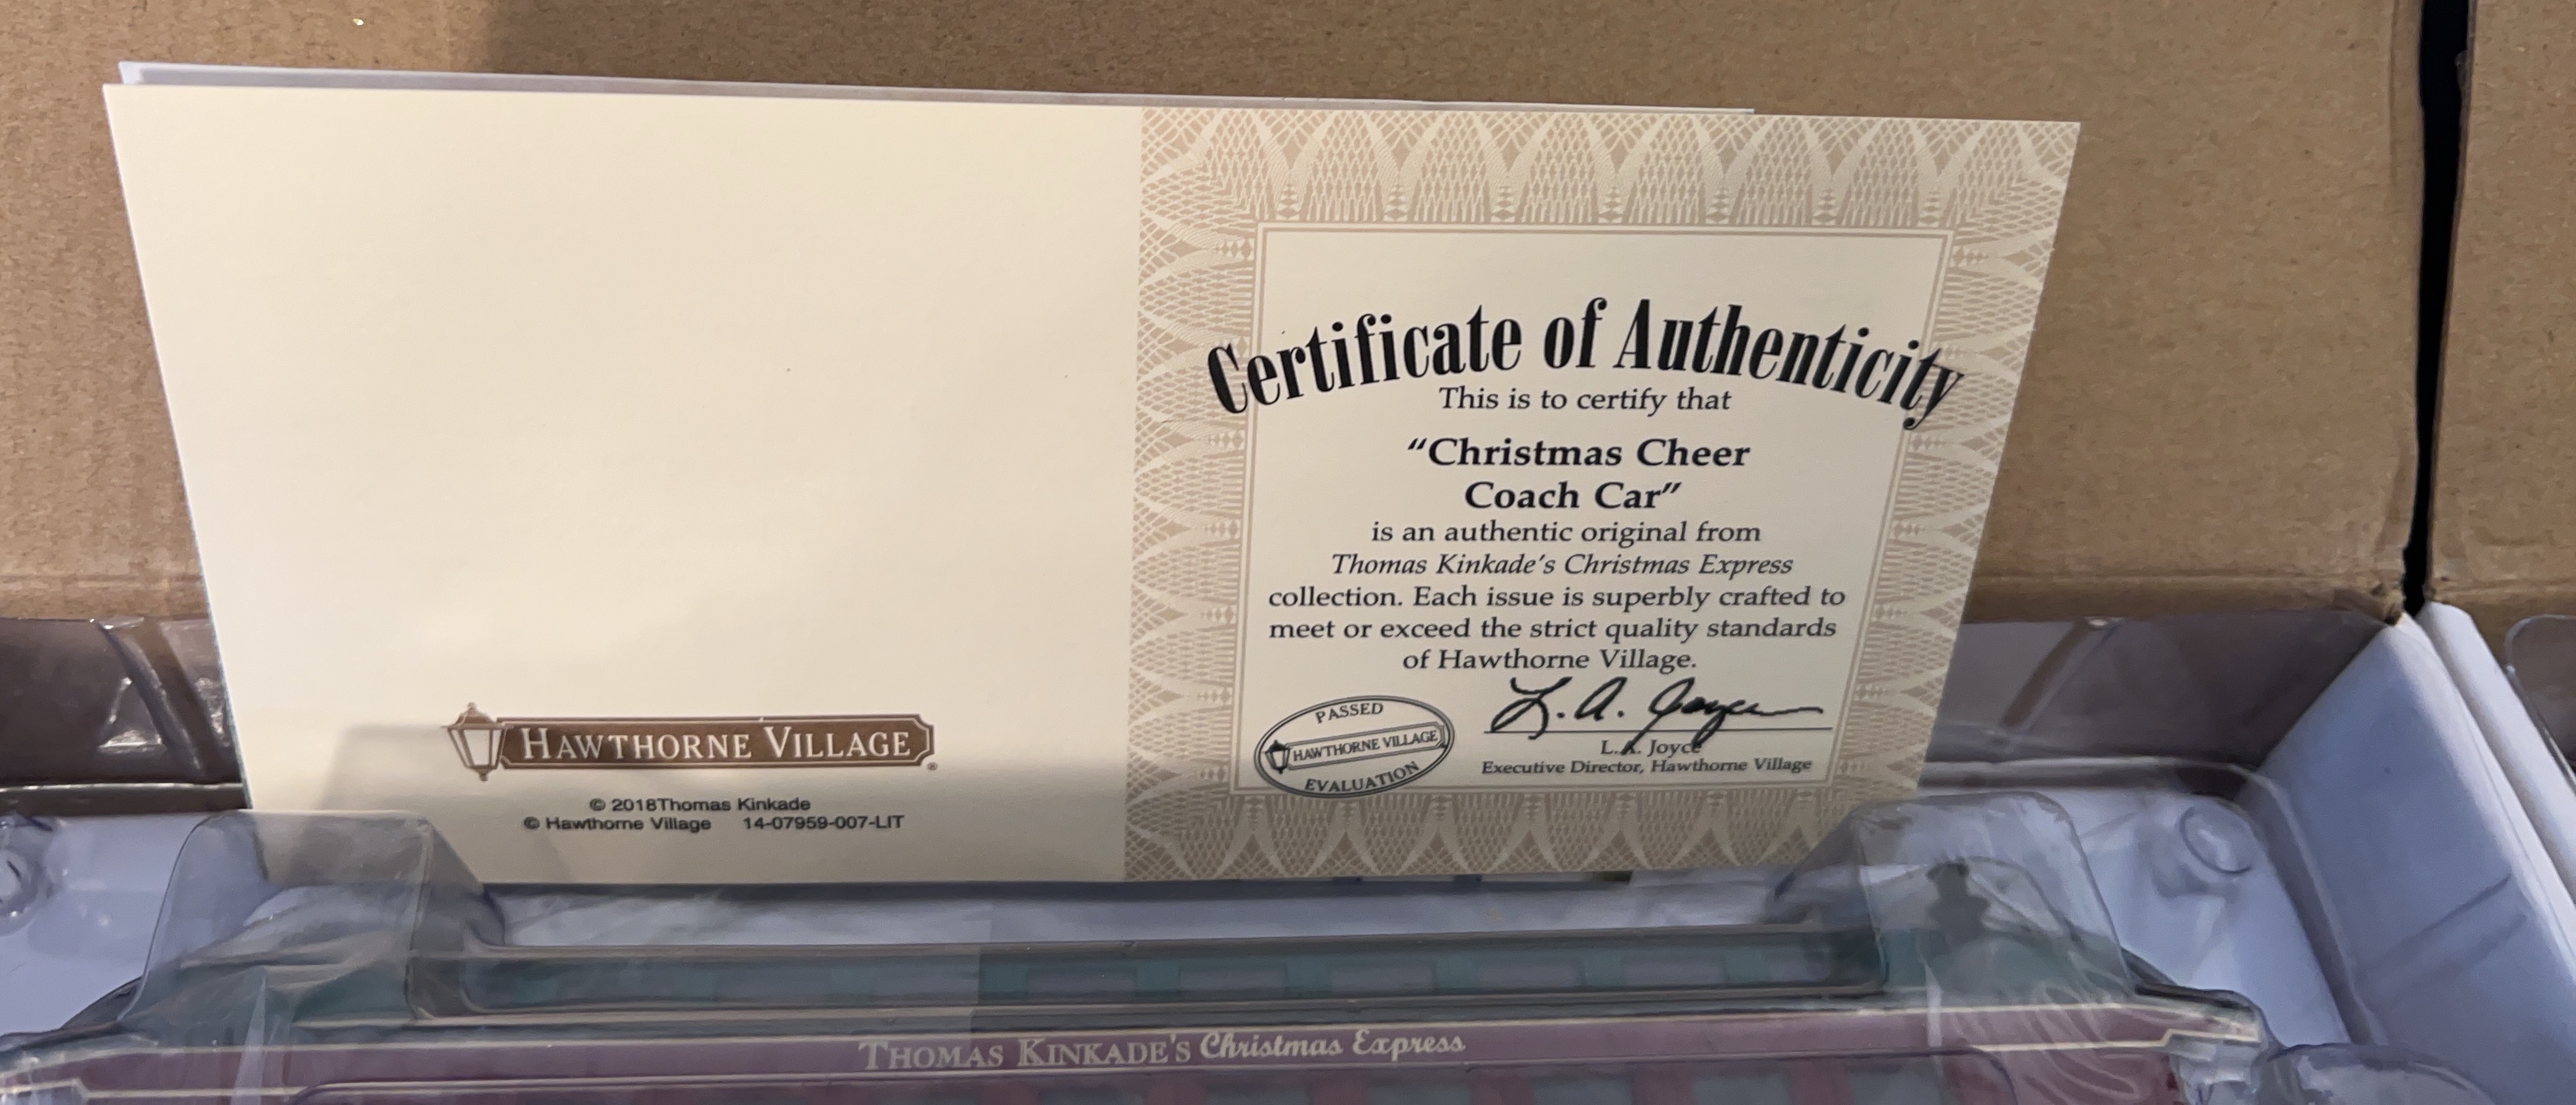 HAWTHORNE VILLAGE®
© 2018Thomas Kinkade
© Hawthorne Village 14-07959-007-LIT
Certificate of Authenticity
This is to certify that
“Christmas Cheer
Coach Car”
is an authentic original from
Thomas Kinkade's Christmas Express
collection. Each issue is superbly crafted to
meet or exceed the strict quality standards
of Hawthorne Village.
PASSED
HAWTHORNE VILLAGE
EVALUATION
L. A. Joyce
L.A. Joyce
Executive Director, Hawthorne Village
THOMAS KINKADE'S Christmas Express